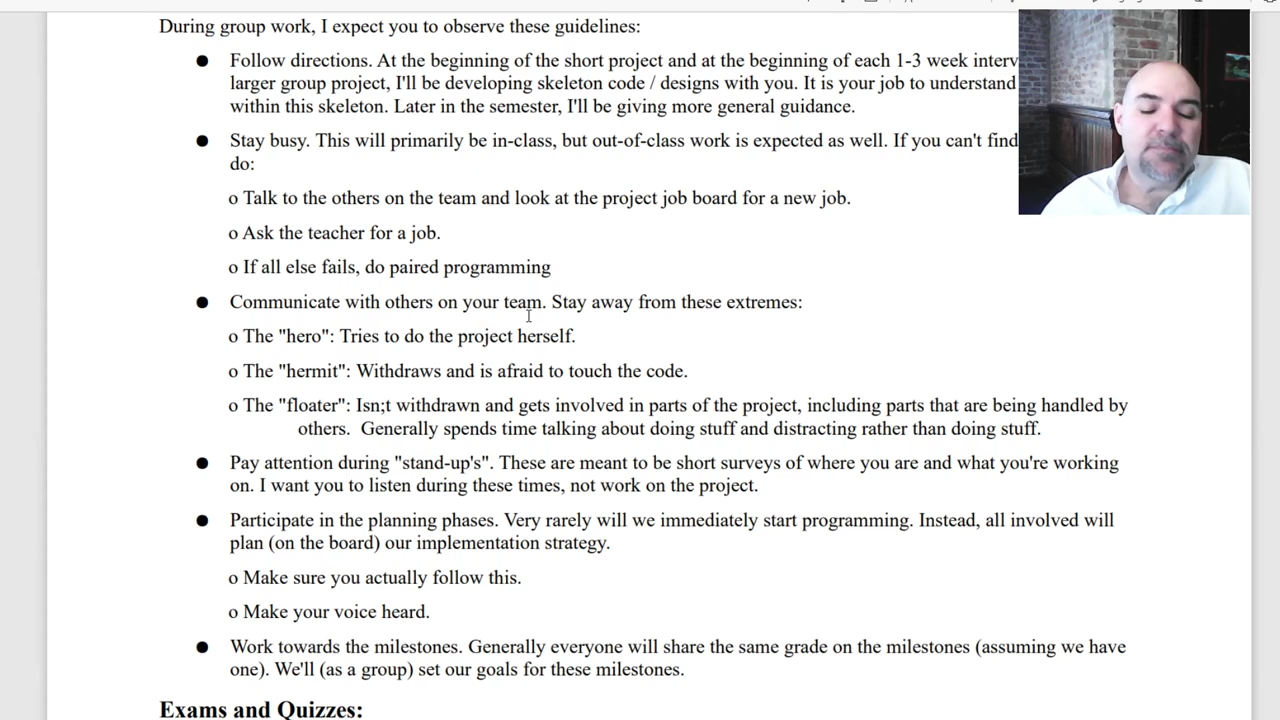 During group work, I expect you to observe these guidelines:
● Follow directions. At the beginning of the short project and at the beginning of each 1-3 week interv
larger group project, I'll be developing skeleton code / designs with you. It is your job to understand
within this skeleton. Later in the semester, I'll be giving more general guidance.
● Stay busy. This will primarily be in-class, but out-of-class work is expected as well. If you can't find
do:
o Talk to the others on the team and look at the project job board for a new job.
o Ask the teacher for a job.
o If all else fails, do paired programming
● Communicate with others on your team. Stay away from these extremes:
o The "hero": Tries to do the project herself.
o The "hermit": Withdraws and is afraid to touch the code.
o The "floater": Isn;t withdrawn and gets involved in parts of the project, including parts that are being handled by
others. Generally spends time talking about doing stuff and distracting rather than doing stuff.
● Pay attention during "stand-up's". These are meant to be short surveys of where you are and what you're working
on. I want you to listen during these times, not work on the project.
● Participate in the planning phases. Very rarely will we immediately start programming. Instead, all involved will
plan (on the board) our implementation strategy.
o Make sure you actually follow this.
o Make your voice heard.
● Work towards the milestones. Generally everyone will share the same grade on the milestones (assuming we have
one). We'll (as a group) set our goals for these milestones.
Exams and Quizzes: